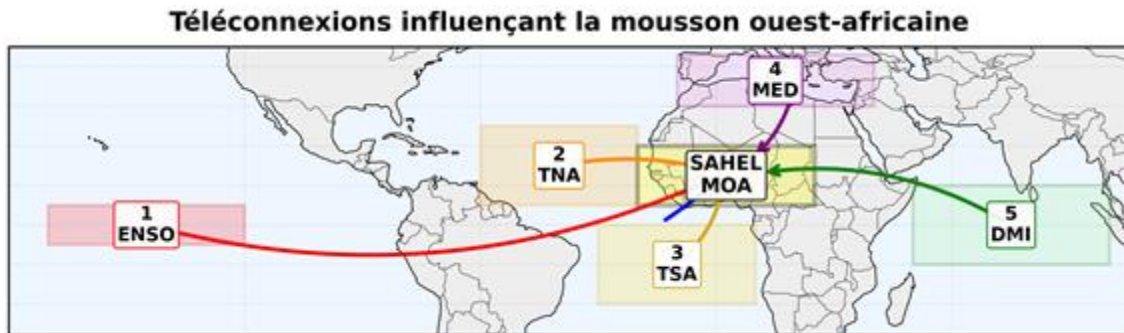 Téléconnexions influençant la mousson ouest-africaine
4
MED
2
TNA
SAHEL
MOA
1
ENSO
5
DMI
3
TSA